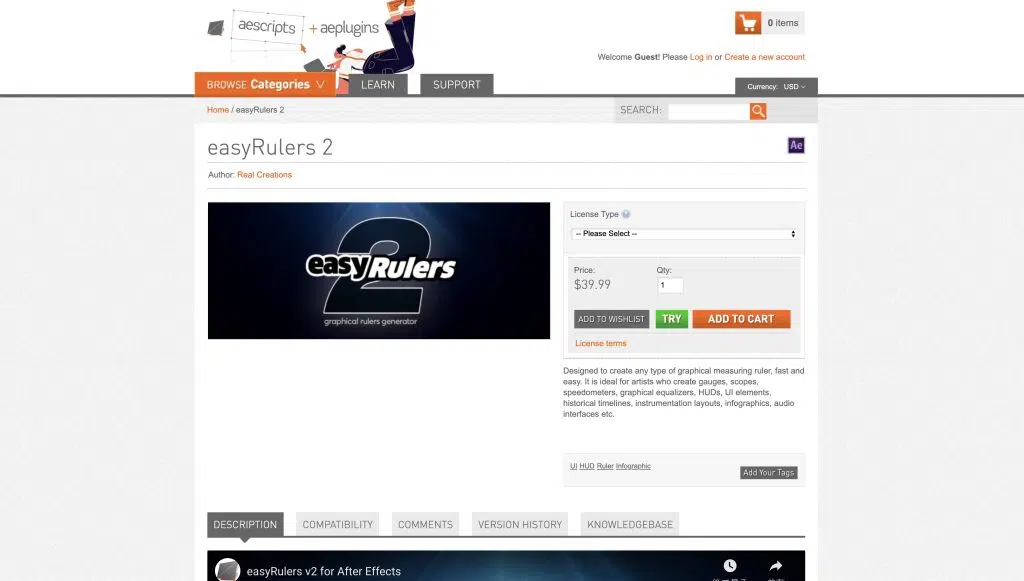 aescripts + aeplugins
0 items
Welcome Guest! Please Log in or Create a new account
BROWSE Categories V
LEARN
SUPPORT
Currency: USD
Home / easyRulers 2
SEARCH:
easyRulers 2
Ae
Author: Real Creations
2
easyRulers
graphical rulers generator
License Type ?
-- Please Select --
Price:
Qty:
$39.99
1
ADD TO WISHLIST
TRY
ADD TO CART
License terms
Designed to create any type of graphical measuring ruler, fast and
easy. It is ideal for artists who create gauges, scopes,
speedometers, graphical equalizers, HUDs, UI elements,
historical timelines, instrumentation layouts, infographics, audio
interfaces etc.
UI HUD Ruler Infographic
Add Your Tags
DESCRIPTION
COMPATIBILITY
COMMENTS
VERSION HISTORY
KNOWLEDGEBASE
easyRulers v2 for After Effects